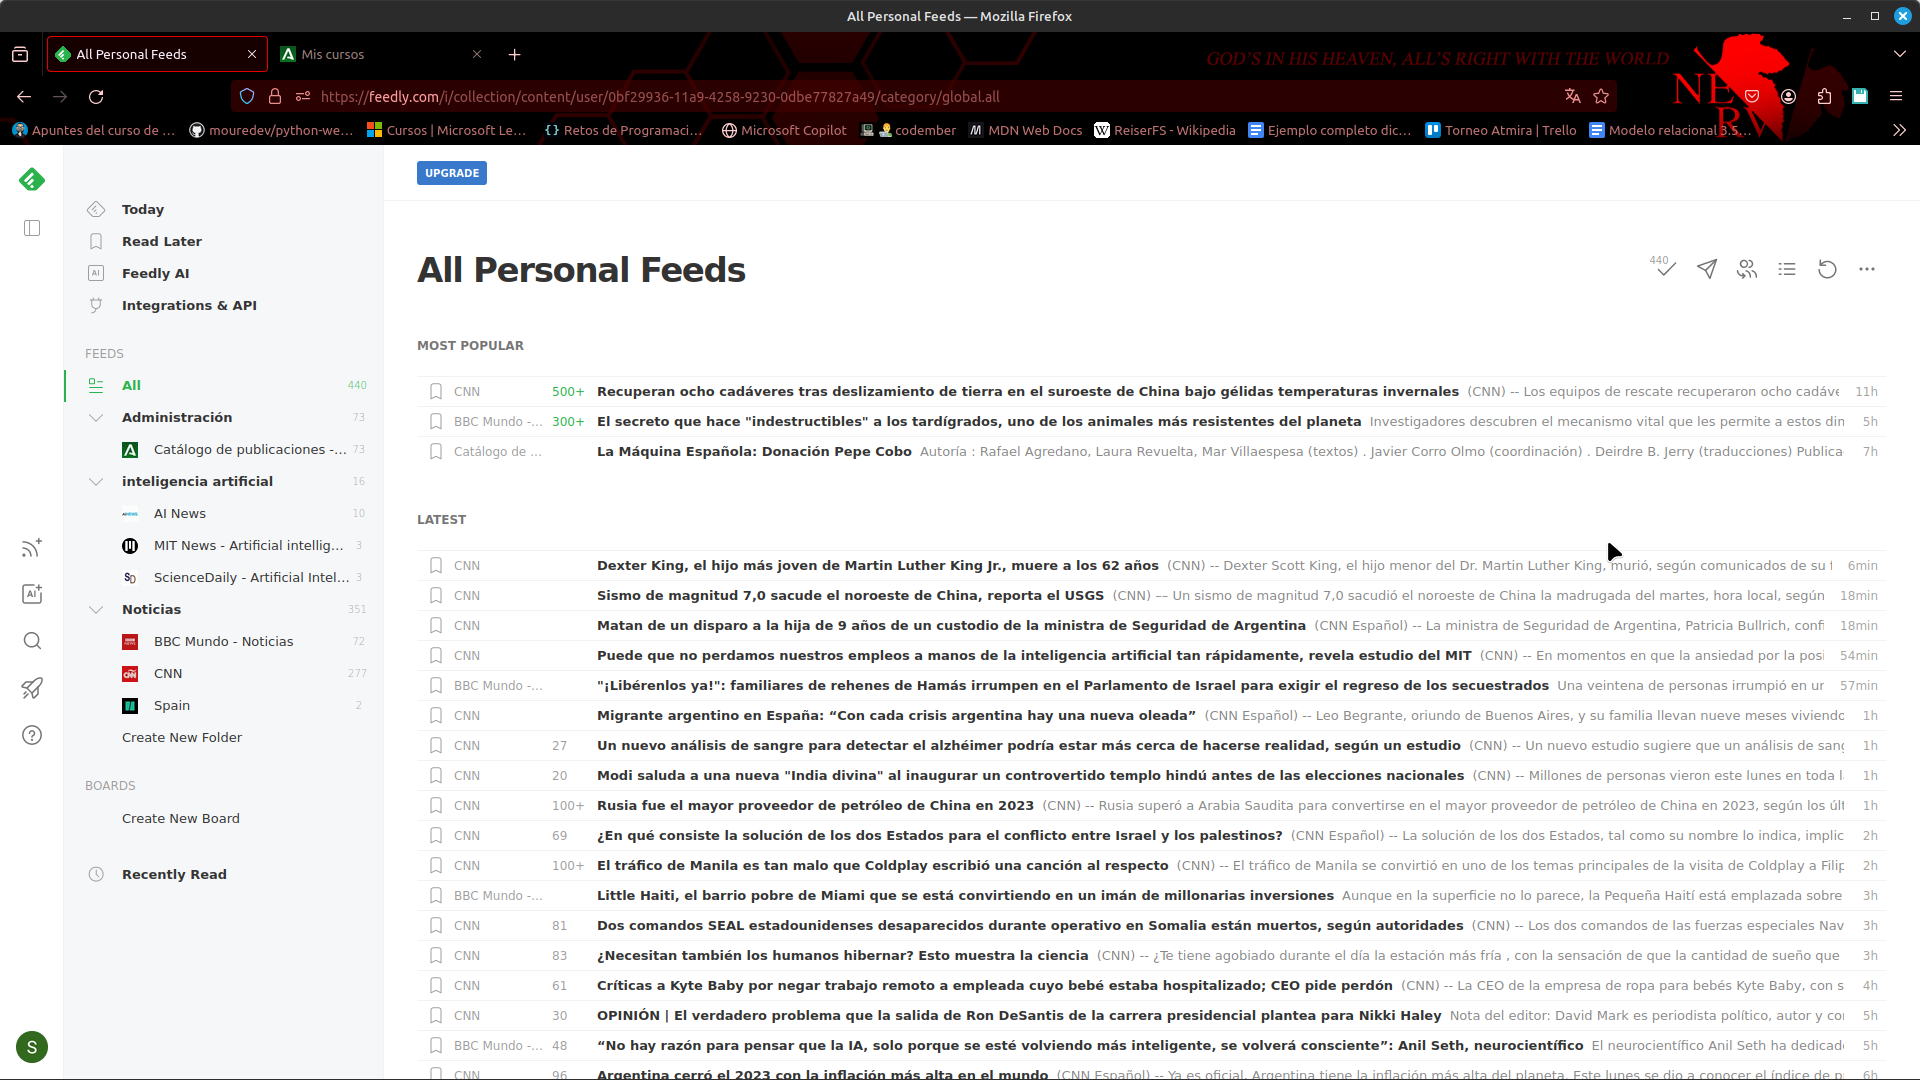 All Personal Feeds — Mozilla Firefox
All Personal Feeds
Mis cursos
GOD'S IN HIS HEAVEN, ALL'S RIGHT WITH THE WORLD
NERV
https://feedly.com/i/collection/content/user/0bf29936-11a9-4258-9230-0dbe77827a49/category/global.all
Apuntes del curso de ...
mouredev/python-we...
Cursos | Microsoft Le...
Retos de Programaci...
Microsoft Copilot
codember
MDN Web Docs
ReiserFS - Wikipedia
Ejemplo completo dic...
Torneo Atmira | Trello
Modelo relacional 3.5...
UPGRADE
Today
Read Later
Feedly AI
Integrations & API
FEEDS
All 440
Administración 73
Catálogo de publicaciones -... 73
inteligencia artificial 16
AI News 10
MIT News - Artificial intellig... 3
ScienceDaily - Artificial Intel... 3
Noticias 351
BBC Mundo - Noticias 72
CNN 277
Spain 2
Create New Folder
BOARDS
Create New Board
Recently Read
S
All Personal Feeds
440
MOST POPULAR
CNN 500+ Recuperan ocho cadáveres tras deslizamiento de tierra en el suroeste de China bajo gélidas temperaturas invernales (CNN) -- Los equipos de rescate recuperaron ocho cadáve 11h
BBC Mundo -... 300+ El secreto que hace "indestructibles" a los tardígrados, uno de los animales más resistentes del planeta Investigadores descubren el mecanismo vital que les permite a estos din 5h
Catálogo de ... La Máquina Española: Donación Pepe Cobo Autoría : Rafael Agredano, Laura Revuelta, Mar Villaespesa (textos) . Javier Corro Olmo (coordinación) . Deirdre B. Jerry (traducciones) Publica 7h
LATEST
CNN Dexter King, el hijo más joven de Martin Luther King Jr., muere a los 62 años (CNN) -- Dexter Scott King, el hijo menor del Dr. Martin Luther King, murió, según comunicados de su f 6min
CNN Sismo de magnitud 7,0 sacude el noroeste de China, reporta el USGS (CNN) –– Un sismo de magnitud 7,0 sacudió el noroeste de China la madrugada del martes, hora local, según 18min
CNN Matan de un disparo a la hija de 9 años de un custodio de la ministra de Seguridad de Argentina (CNN Español) -- La ministra de Seguridad de Argentina, Patricia Bullrich, confi 18min
CNN Puede que no perdamos nuestros empleos a manos de la inteligencia artificial tan rápidamente, revela estudio del MIT (CNN) -- En momentos en que la ansiedad por la posi 54min
BBC Mundo -... "¡Libérenlos ya!": familiares de rehenes de Hamás irrumpen en el Parlamento de Israel para exigir el regreso de los secuestrados Una veintena de personas irrumpió en un 57min
CNN Migrante argentino en España: “Con cada crisis argentina hay una nueva oleada” (CNN Español) -- Leo Begrante, oriundo de Buenos Aires, y su familia llevan nueve meses viviendo 1h
CNN 27 Un nuevo análisis de sangre para detectar el alzhéimer podría estar más cerca de hacerse realidad, según un estudio (CNN) -- Un nuevo estudio sugiere que un análisis de sang 1h
CNN 20 Modi saluda a una nueva "India divina" al inaugurar un controvertido templo hindú antes de las elecciones nacionales (CNN) -- Millones de personas vieron este lunes en toda l 1h
CNN 100+ Rusia fue el mayor proveedor de petróleo de China en 2023 (CNN) -- Rusia superó a Arabia Saudita para convertirse en el mayor proveedor de petróleo de China en 2023, según los últ 1h
CNN 69 ¿En qué consiste la solución de los dos Estados para el conflicto entre Israel y los palestinos? (CNN Español) -- La solución de los dos Estados, tal como su nombre lo indica, implic 2h
CNN 100+ El tráfico de Manila es tan malo que Coldplay escribió una canción al respecto (CNN) -- El tráfico de Manila se convirtió en uno de los temas principales de la visita de Coldplay a Filip 2h
BBC Mundo -... Little Haiti, el barrio pobre de Miami que se está convirtiendo en un imán de millonarias inversiones Aunque en la superficie no lo parece, la Pequeña Haití está emplazada sobre 3h
CNN 81 Dos comandos SEAL estadounidenses desaparecidos durante operativo en Somalia están muertos, según autoridades (CNN) -- Los dos comandos de las fuerzas especiales Nav 3h
CNN 83 ¿Necesitan también los humanos hibernar? Esto muestra la ciencia (CNN) -- ¿Te tiene agobiado durante el día la estación más fría , con la sensación de que la cantidad de sueño que 3h
CNN 61 Críticas a Kyte Baby por negar trabajo remoto a empleada cuyo bebé estaba hospitalizado; CEO pide perdón (CNN) -- La CEO de la empresa de ropa para bebés Kyte Baby, con s 4h
CNN 30 OPINIÓN | El verdadero problema que la salida de Ron DeSantis de la carrera presidencial plantea para Nikki Haley Nota del editor: David Mark es periodista político, autor y con 5h
BBC Mundo -... 48 “No hay razón para pensar que la IA, solo porque se esté volviendo más inteligente, se volverá consciente”: Anil Seth, neurocientífico El neurocientífico Anil Seth ha dedicado 5h
CNN 96 Argentina cerró el 2023 con la inflación más alta en el mundo (CNN Español) -- Ya es oficial. Argentina tiene la inflación más alta del planeta. Este lunes se dio a conocer el índice de p 6h